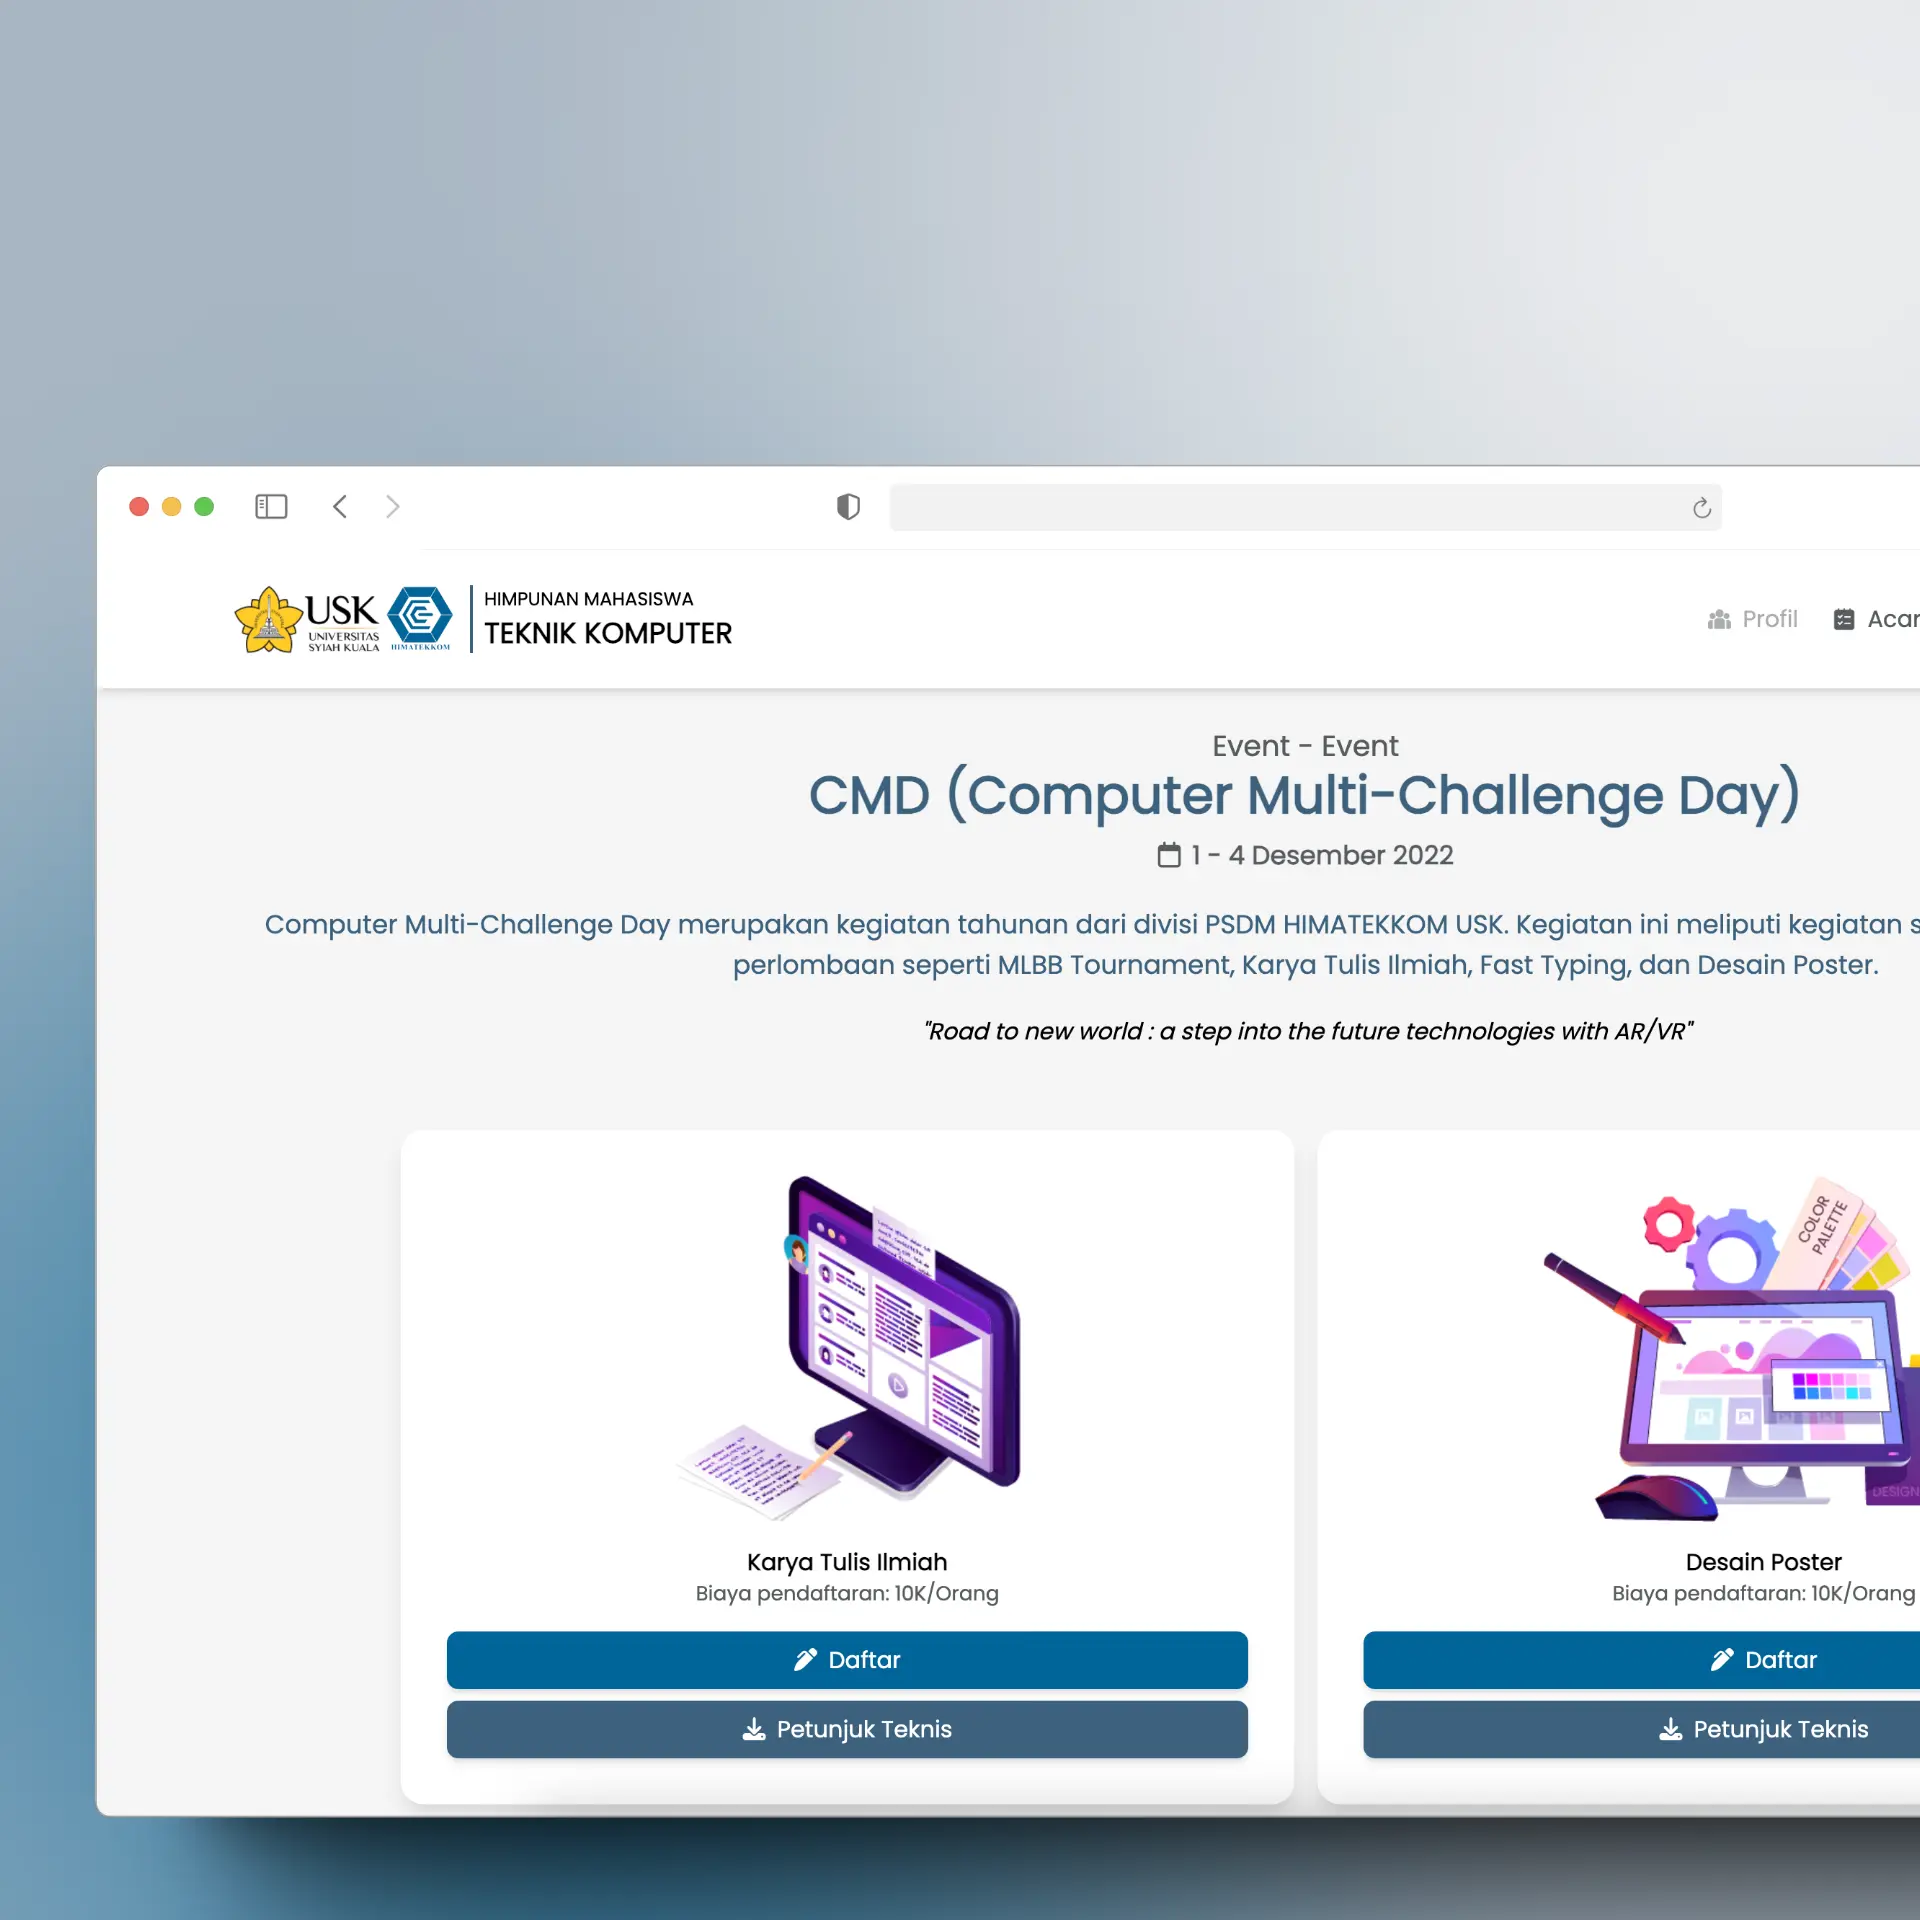 USK
UNIVERSITAS
SYIAH KUALA
HIMATEKKOM
HIMPUNAN MAHASISWA
TEKNIK KOMPUTER
Profil
Acar
Event - Event
CMD (Computer Multi-Challenge Day)
1 - 4 Desember 2022
Computer Multi-Challenge Day merupakan kegiatan tahunan dari divisi PSDM HIMATEKKOM USK. Kegiatan ini meliputi kegiatan s
perlombaan seperti MLBB Tournament, Karya Tulis Ilmiah, Fast Typing, dan Desain Poster.
"Road to new world : a step into the future technologies with AR/VR"
COLOR
PALETTE
DESIGN
Karya Tulis Ilmiah
Biaya pendaftaran: 10K/Orang
Daftar
Petunjuk Teknis
Desain Poster
Biaya pendaftaran: 10K/Orang
Daftar
Petunjuk Teknis